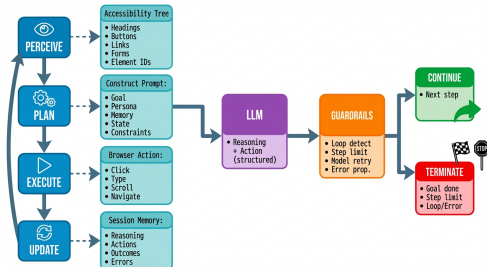 PERCEIVE
Accessibility Tree
• Headings
• Buttons
• Links
• Forms
• Element IDs
PLAN
Construct Prompt:
• Goal
• Persona
• Memory
• State
• Constraints
EXECUTE
Browser Action:
• Click
• Type
• Scroll
• Navigate
UPDATE
Session Memory:
• Reasoning
• Actions
• Outcomes
• Errors
LLM
• Reasoning
+ Action
(structured)
GUARDRAILS
• Loop detect
• Step limit
• Model retry
• Error prop.
CONTINUE
• Next step
STOP
TERMINATE
• Goal done
• Step limit
• Loop/Error